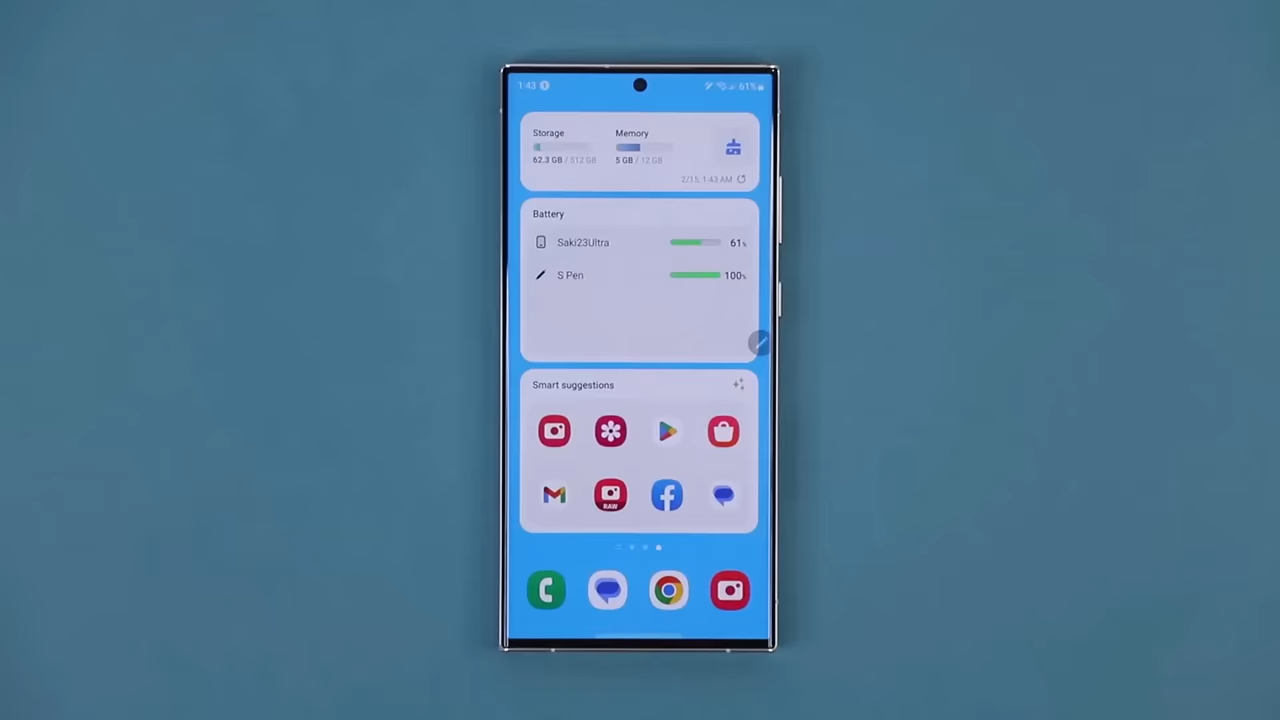 1:43 61%
Storage Memory
62.3 GB / 512 GB 5 GB / 12 GB
2/15, 1:43 AM
Battery
Saki23Ultra 61%
S Pen 100%
Smart suggestions
RAW